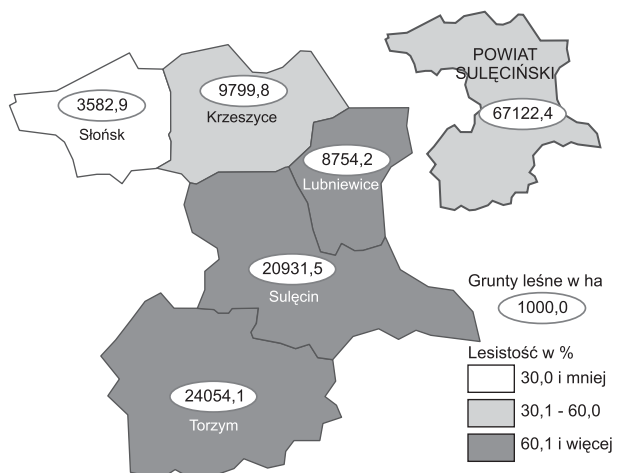 POWIAT
SULĘCIŃSKI
67122,4
9799,8
Krzeszyce
3582,9
Słońsk
8754,2
Lubniewice
20931,5
Sulęcin
24054,1
Torzym
Grunty leśne w ha
1000,0
Lesistość w %
30,0 i mniej
30,1 - 60,0
60,1 i więcej